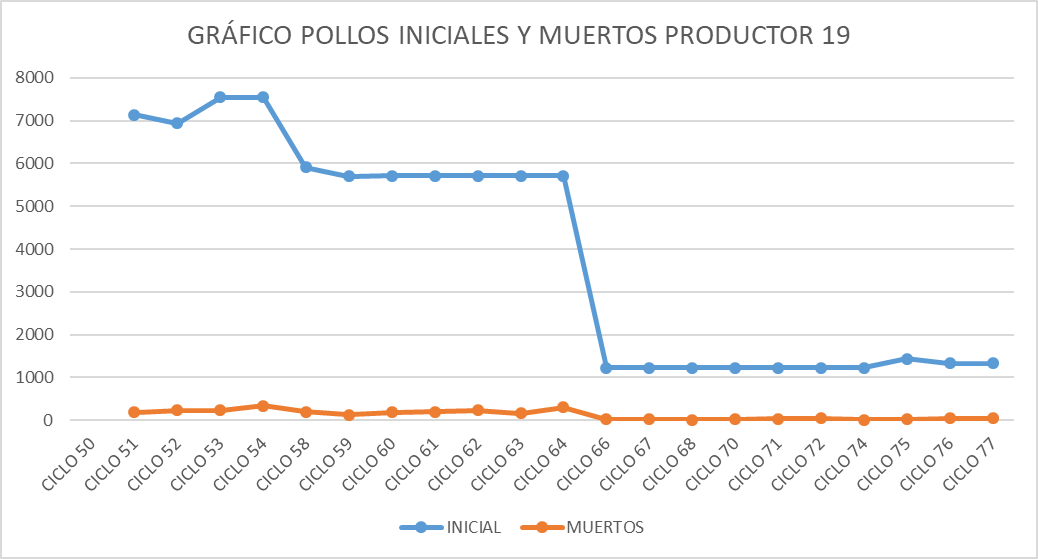 GRÁFICO POLLOS INICIALES Y MUERTOS PRODUCTOR 19
8000
7000
6000
5000
4000
3000
2000
1000
0
CICLO 50
CICLO 51
CICLO 52
CICLO 53
CICLO 54
CICLO 58
CICLO 59
CICLO 60
CICLO 61
CICLO 62
CICLO 63
CICLO 64
CICLO 66
CICLO 67
CICLO 68
CICLO 70
CICLO 71
CICLO 72
CICLO 74
CICLO 75
CICLO 76
CICLO 77
INICIAL MUERTOS